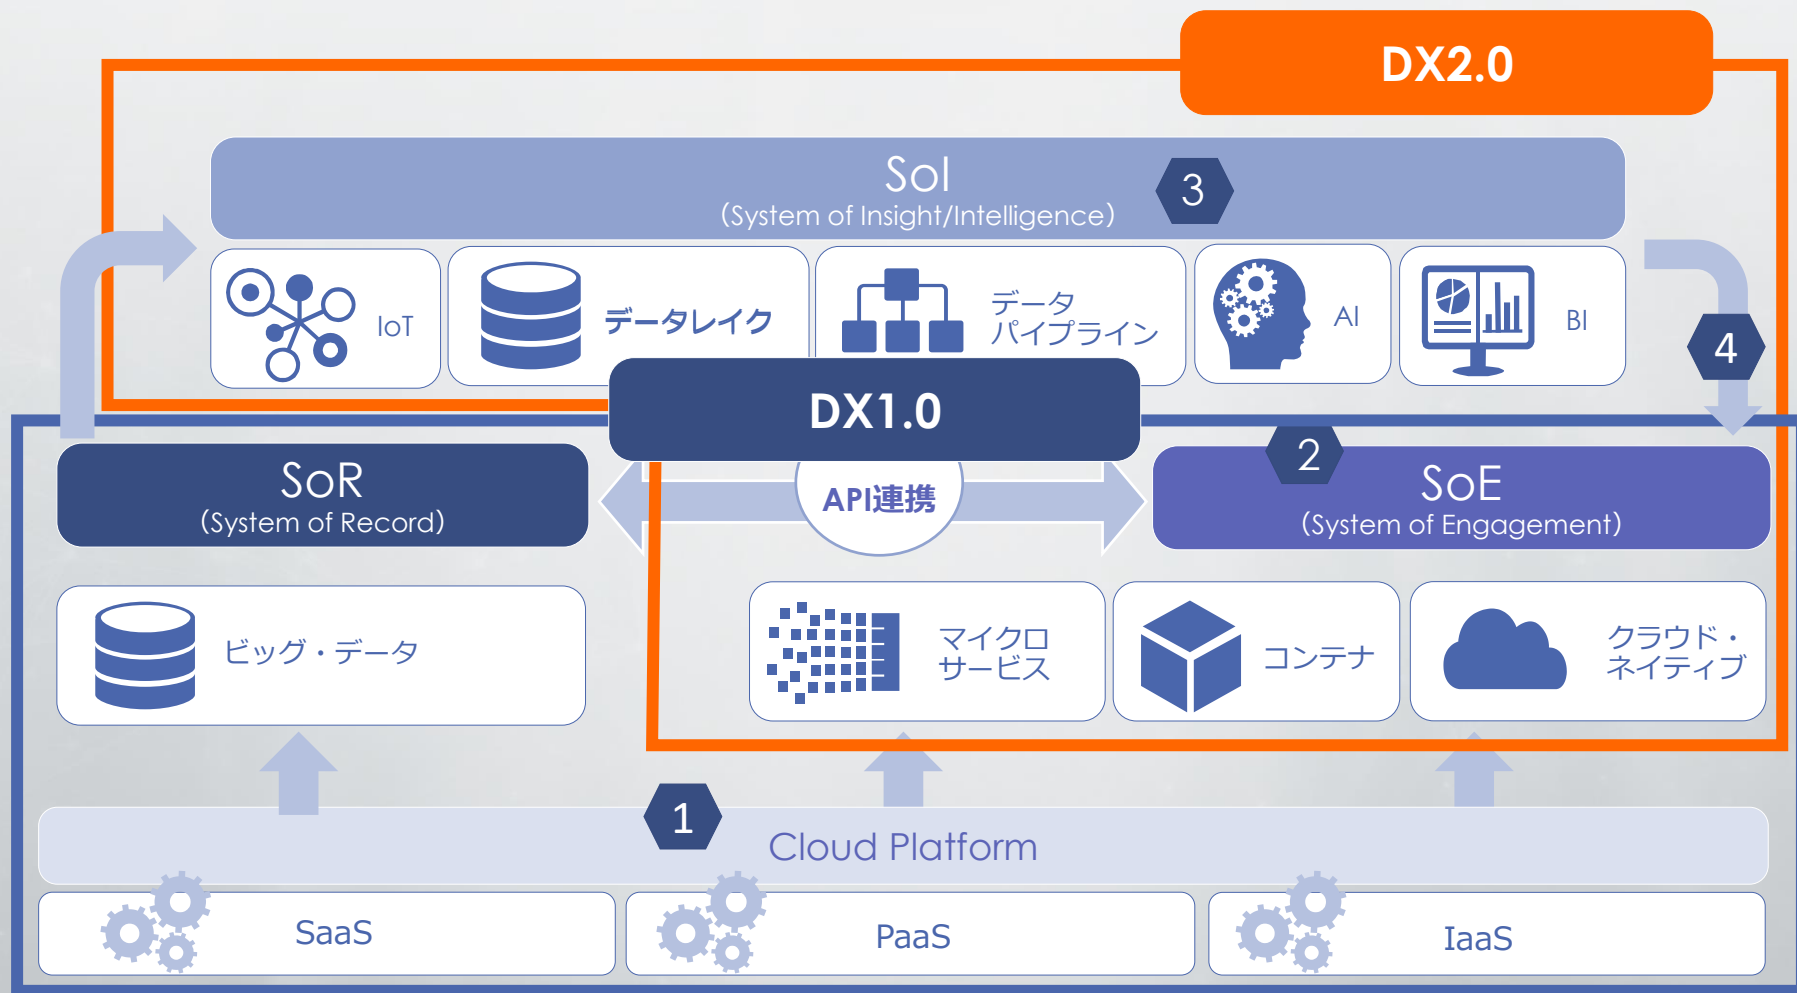 DX2.0
SoI
(System of Insight/Intelligence)
3
IoT
データレイク
データ
パイプライン
AI
BI
4
DX1.0
SoR
(System of Record)
API連携
2
SoE
(System of Engagement)
ビッグ・データ
マイクロ
サービス
コンテナ
クラウド・
ネイティブ
1
Cloud Platform
SaaS
PaaS
IaaS